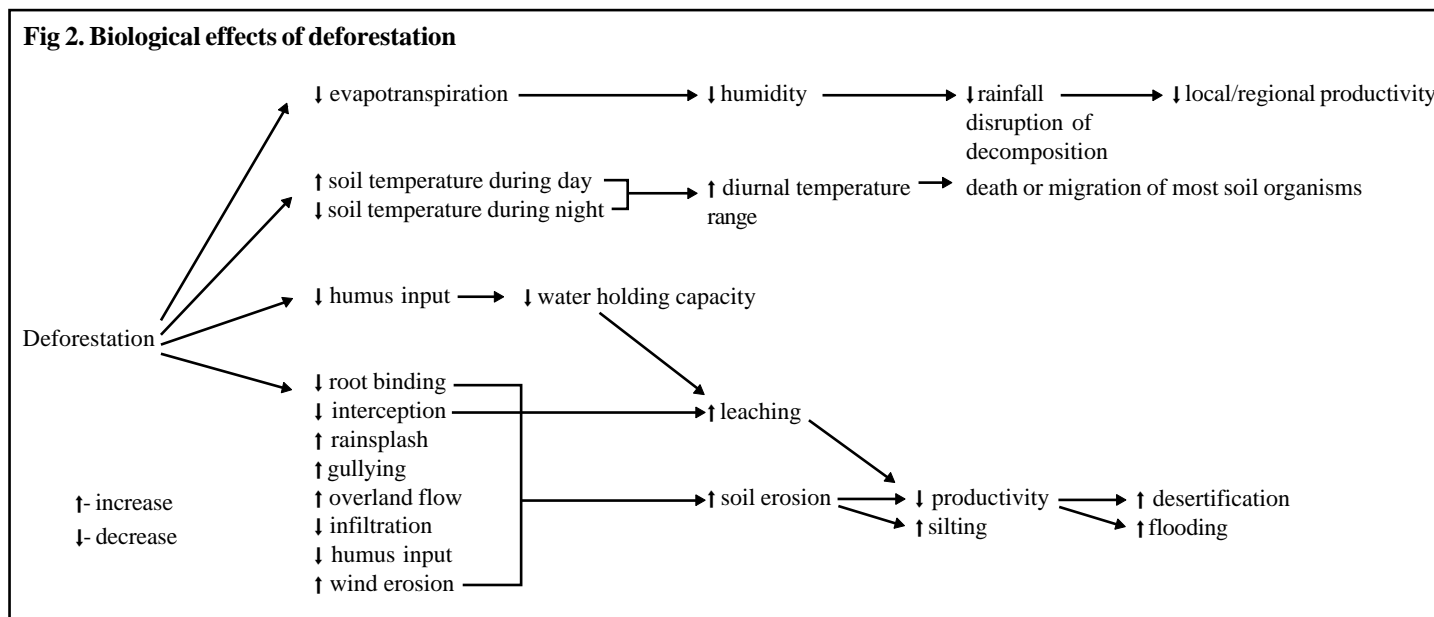 Fig 2. Biological effects of deforestation
↓ evapotranspiration
↓ humidity
↓ rainfall
disruption of
decomposition
↓ local/regional productivity
↑ soil temperature during day
↓ soil temperature during night
↑ diurnal temperature
range
death or migration of most soil organisms
↓ humus input
↓ water holding capacity
Deforestation
↓ root binding
↓ interception
↑ rainsplash
↑ gullying
↑ overland flow
↓ infiltration
↓ humus input
↑ wind erosion
↑ leaching
↑ soil erosion
↓ productivity
↑ silting
↑ desertification
↑ flooding
↑- increase
↓- decrease